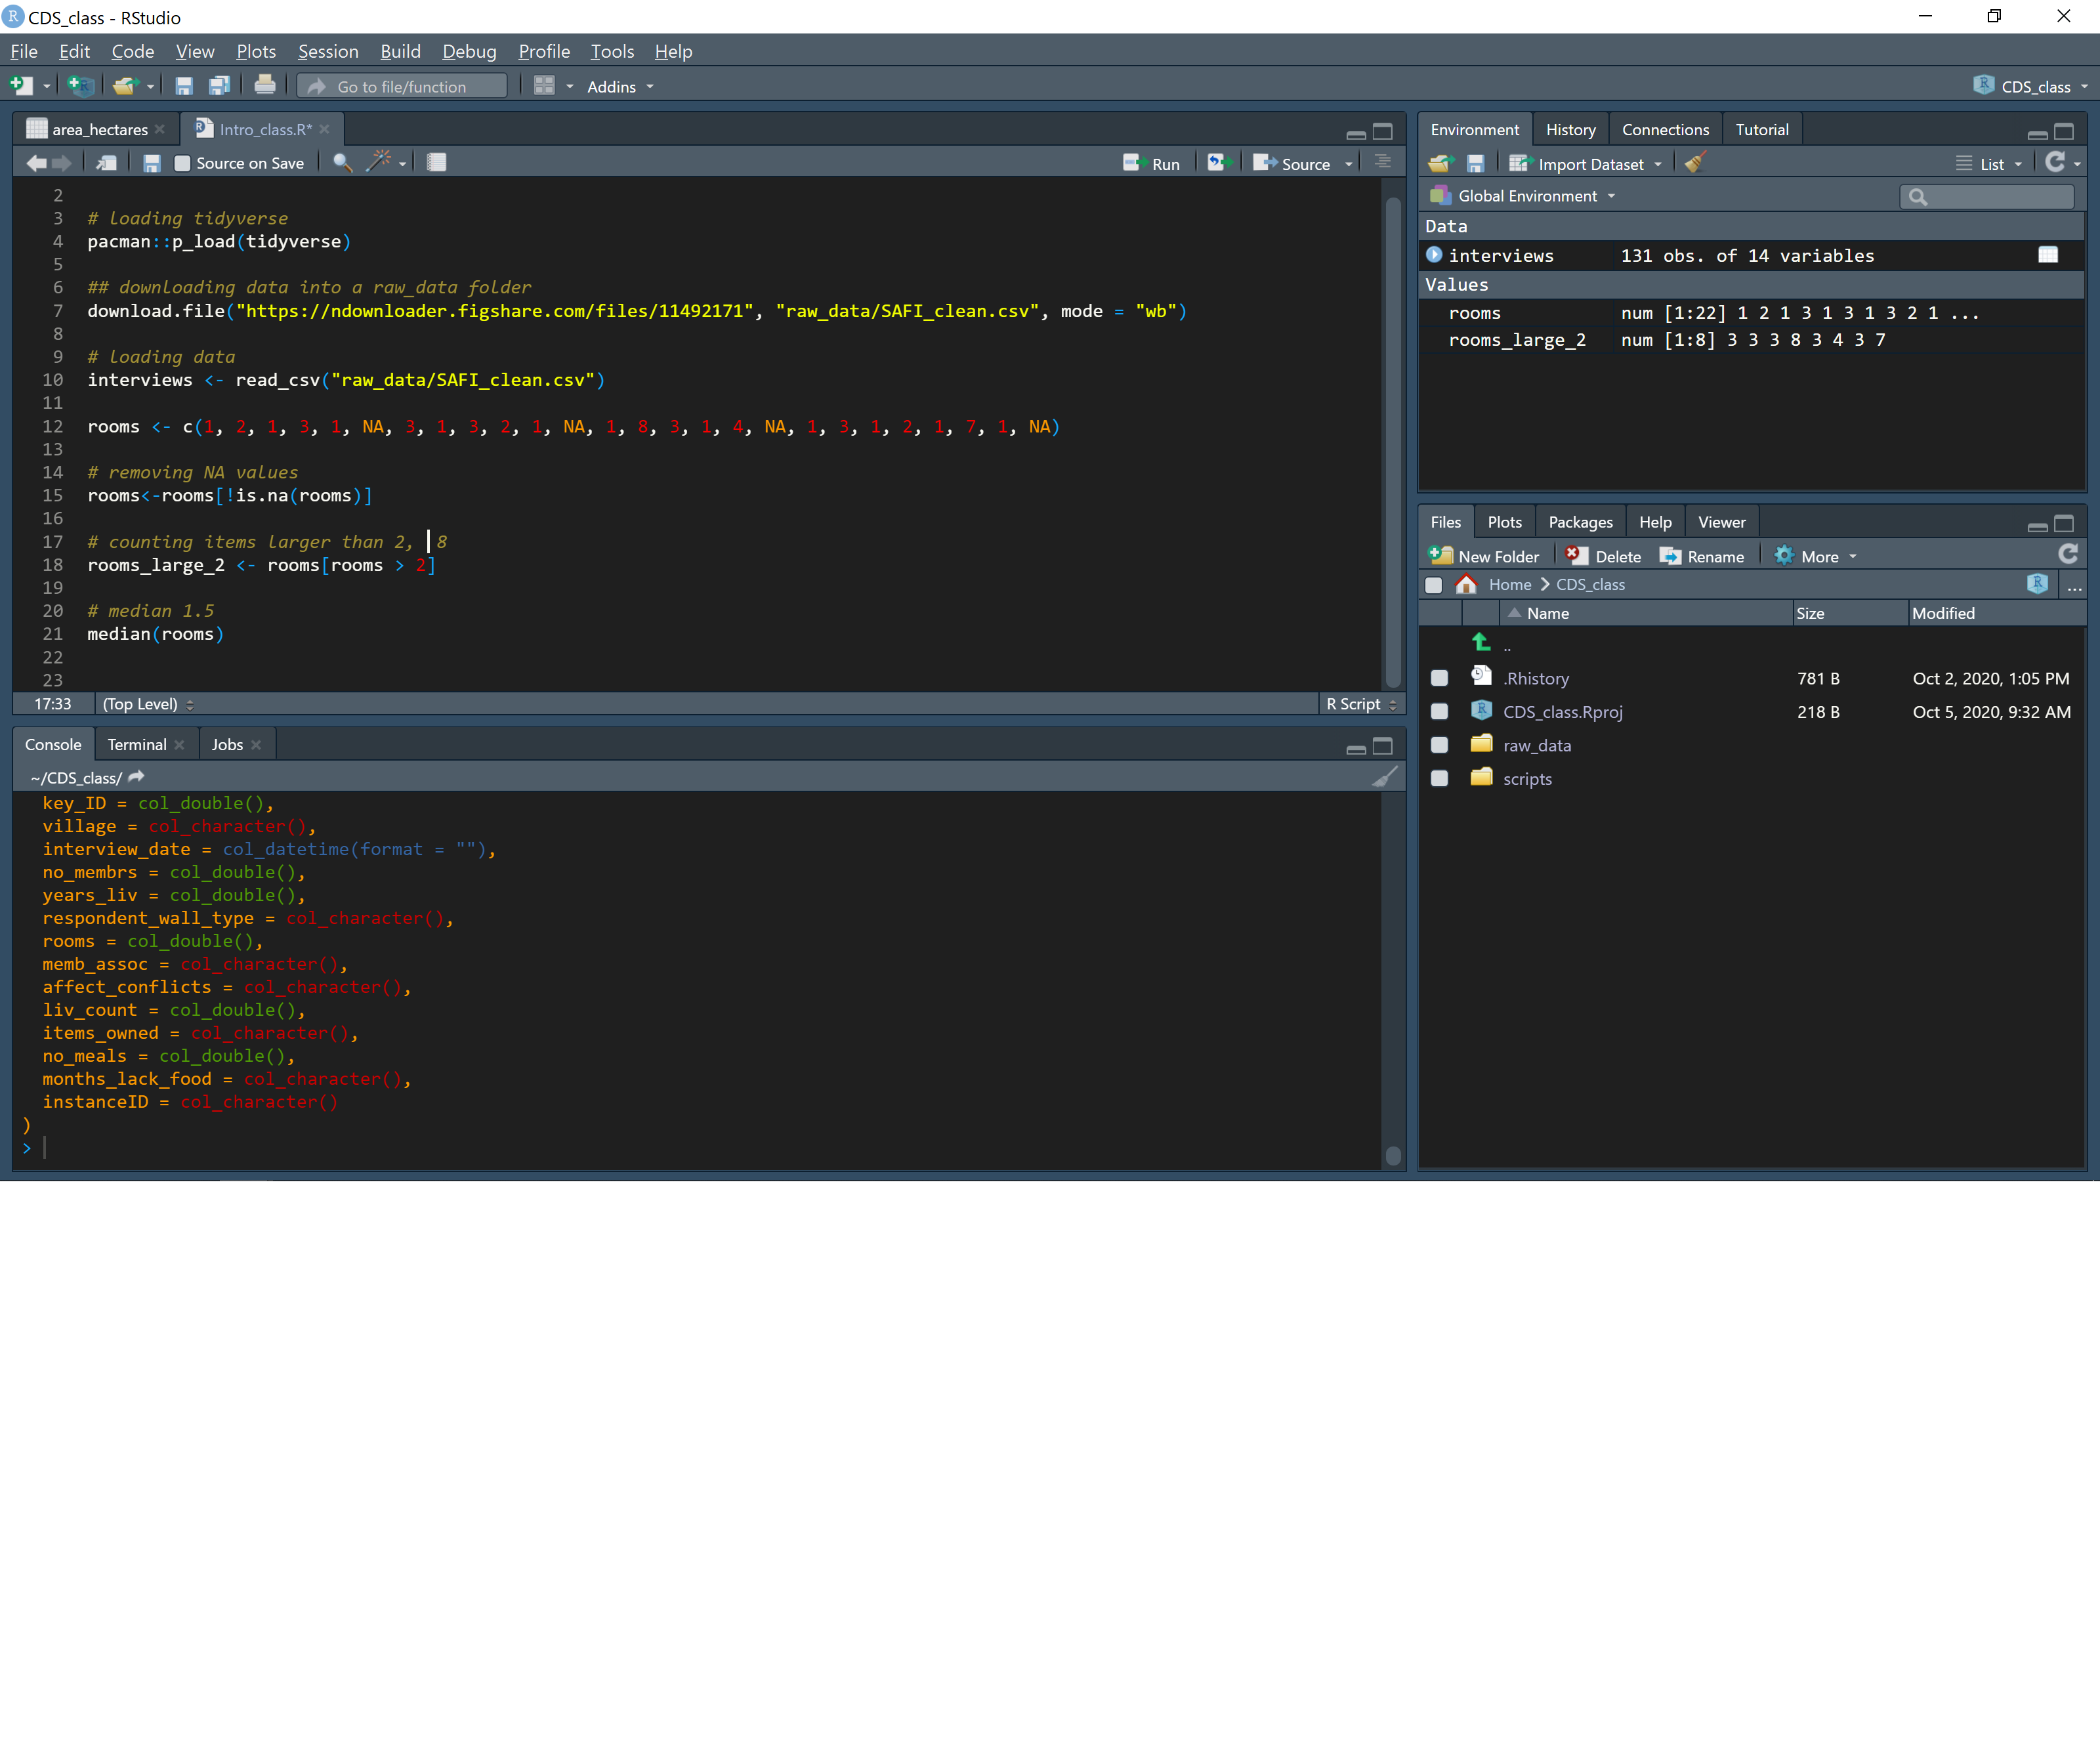 CDS_class - RStudio
File Edit Code View Plots Session Build Debug Profile Tools Help
Go to file/function Addins CDS_class
area_hectares Intro_class.R*
Source on Save Run Source
2
3 # loading tidyverse
4 pacman::p_load(tidyverse)
5
6 ## downloading data into a raw_data folder
7 download.file("https://ndownloader.figshare.com/files/11492171", "raw_data/SAFI_clean.csv", mode = "wb")
8
9 # loading data
10 interviews <- read_csv("raw_data/SAFI_clean.csv")
11
12 rooms <- c(1, 2, 1, 3, 1, NA, 3, 1, 3, 2, 1, NA, 1, 8, 3, 1, 4, NA, 1, 3, 1, 2, 1, 7, 1, NA)
13
14 # removing NA values
15 rooms<-rooms[!is.na(rooms)]
16
17 # counting items larger than 2, 8
18 rooms_large_2 <- rooms[rooms > 2]
19
20 # median 1.5
21 median(rooms)
22
23
17:33 (Top Level) R Script
Console Terminal Jobs
~/CDS_class/
key_ID = col_double(),
village = col_character(),
interview_date = col_datetime(format = ""),
no_membrs = col_double(),
years_liv = col_double(),
respondent_wall_type = col_character(),
rooms = col_double(),
memb_assoc = col_character(),
affect_conflicts = col_character(),
liv_count = col_double(),
items_owned = col_character(),
no_meals = col_double(),
months_lack_food = col_character(),
instanceID = col_character()
)
>
Environment History Connections Tutorial
Import Dataset List
Global Environment
Data
interviews 131 obs. of 14 variables
Values
rooms num [1:22] 1 2 1 3 1 3 1 3 2 1 ...
rooms_large_2 num [1:8] 3 3 3 8 3 4 3 7
Files Plots Packages Help Viewer
New Folder Delete Rename More
Home > CDS_class ...
Name Size Modified
..
.Rhistory 781 B Oct 2, 2020, 1:05 PM
CDS_class.Rproj 218 B Oct 5, 2020, 9:32 AM
raw_data
scripts